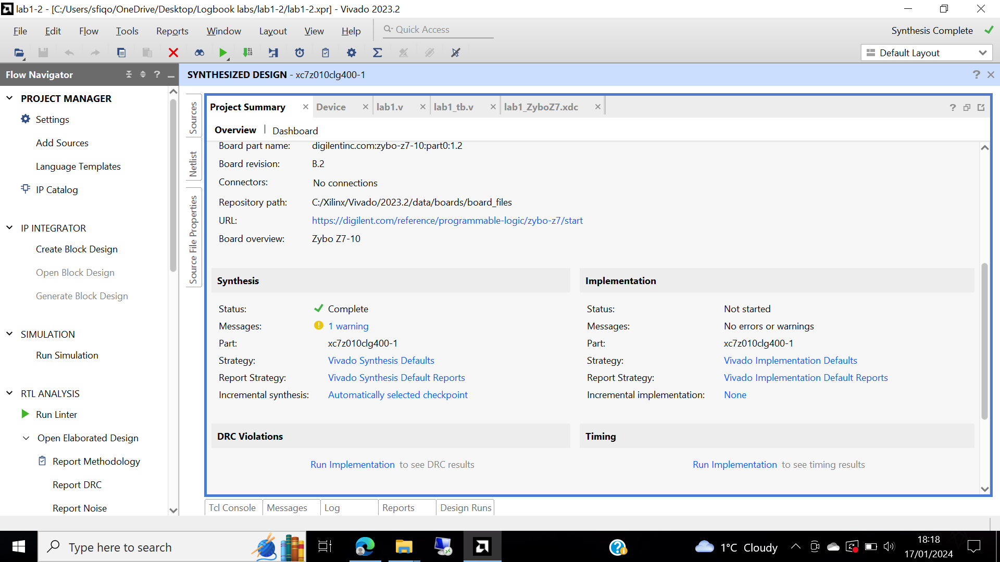 lab1-2 - [C:/Users/sfiqo/OneDrive/Desktop/Logbook labs/lab1-2/lab1-2.xpr] - Vivado 2023.2
File Edit Flow Tools Reports Window Layout View Help Quick Access Synthesis Complete
Default Layout
Flow Navigator
SYNTHESIZED DESIGN - xc7z010clg400-1
PROJECT MANAGER
Settings
Add Sources
Language Templates
IP Catalog
IP INTEGRATOR
Create Block Design
Open Block Design
Generate Block Design
SIMULATION
Run Simulation
RTL ANALYSIS
Run Linter
Open Elaborated Design
Report Methodology
Report DRC
Report Noise
Sources
Netlist
Source File Properties
Project Summary Device lab1.v lab1_tb.v lab1_ZyboZ7.xdc
Overview | Dashboard
Board part name: digilentinc.com:zybo-z7-10:part0:1.2
Board revision: B.2
Connectors: No connections
Repository path: C:/Xilinx/Vivado/2023.2/data/boards/board_files
URL: https://digilent.com/reference/programmable-logic/zybo-z7/start
Board overview: Zybo Z7-10
Synthesis
Status: Complete
Messages: 1 warning
Part: xc7z010clg400-1
Strategy: Vivado Synthesis Defaults
Report Strategy: Vivado Synthesis Default Reports
Incremental synthesis: Automatically selected checkpoint
Implementation
Status: Not started
Messages: No errors or warnings
Part: xc7z010clg400-1
Strategy: Vivado Implementation Defaults
Report Strategy: Vivado Implementation Default Reports
Incremental implementation: None
DRC Violations
Run Implementation to see DRC results
Timing
Run Implementation to see timing results
Tcl Console Messages Log Reports Design Runs
Type here to search
1°C Cloudy
18:18
17/01/2024